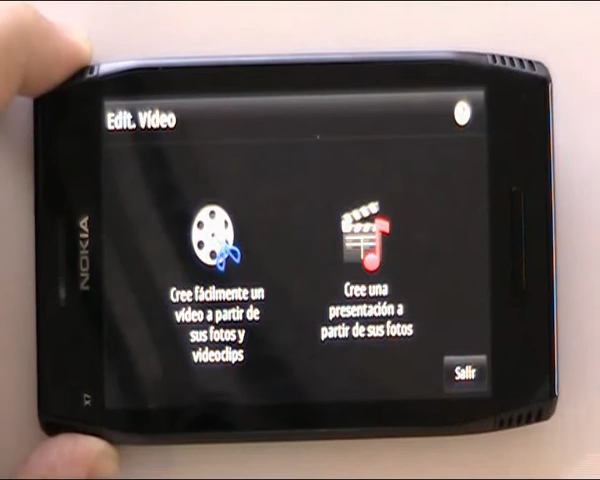 Edit. Vídeo
Cree fácilmente un
vídeo a partir de
sus fotos y
videoclips
Cree una
presentación a
partir de sus fotos
Salir
NOKIA
X7